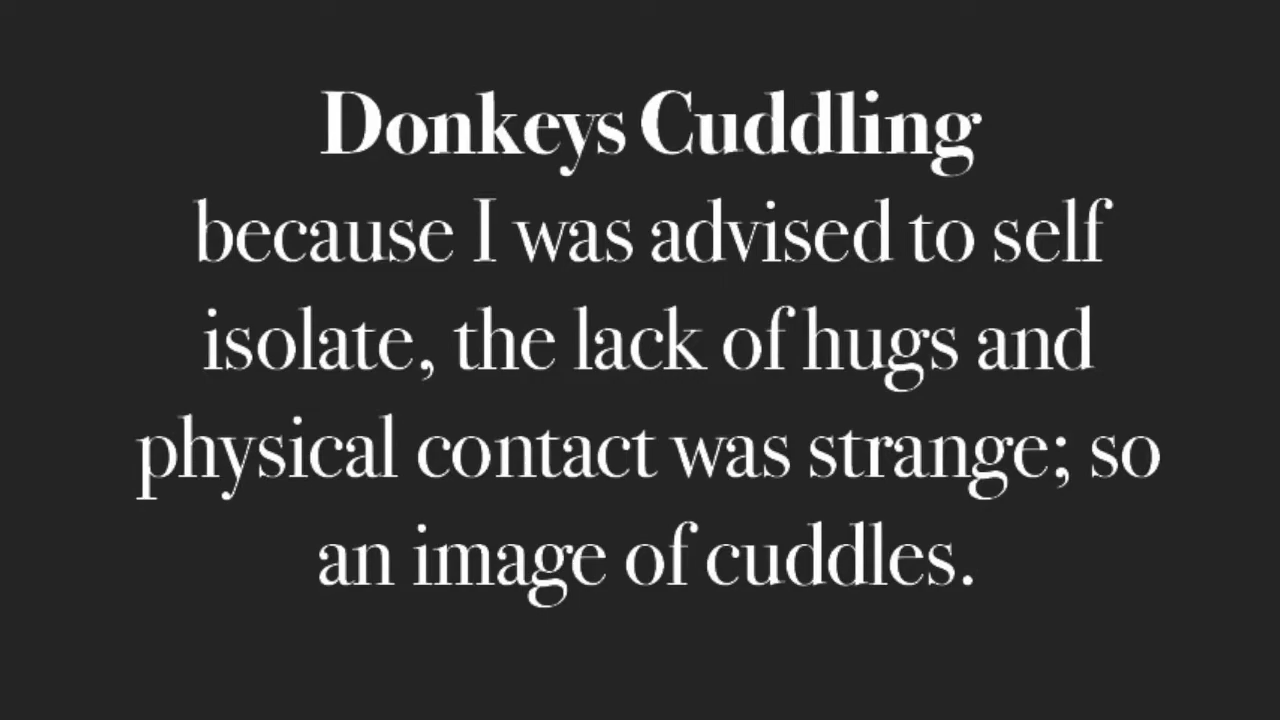 Donkeys Cuddling
because I was advised to self
isolate, the lack of hugs and
physical contact was strange; so
an image of cuddles.